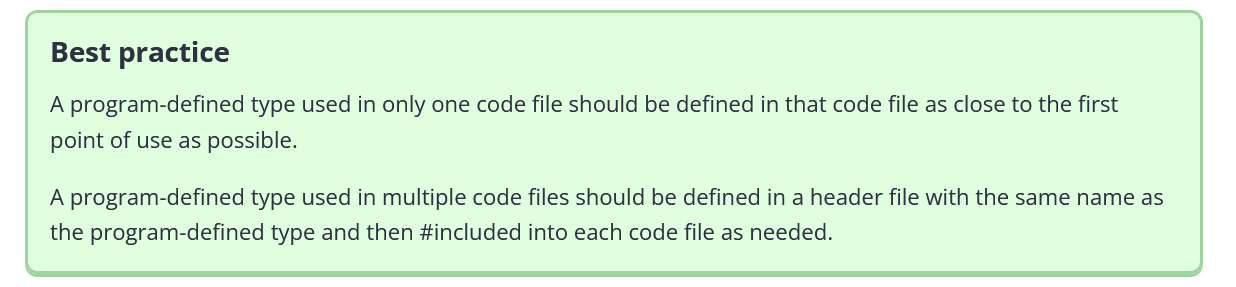 Best practice
A program-defined type used in only one code file should be defined in that code file as close to the first
point of use as possible.
A program-defined type used in multiple code files should be defined in a header file with the same name as
the program-defined type and then #included into each code file as needed.